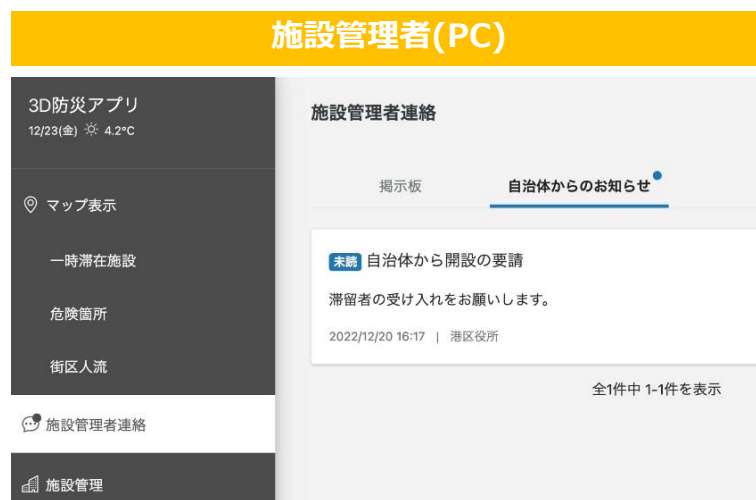 施設管理者(PC)
3D防災アプリ
12/23(金) 4.2°C
マップ表示
一時滞在施設
危険箇所
街区人流
施設管理者連絡
施設管理
施設管理者連絡
掲示板 自治体からのお知らせ
未読 自治体から開設の要請
滞留者の受け入れをお願いします。
2022/12/20 16:17 | 港区役所
全1件中 1-1件を表示